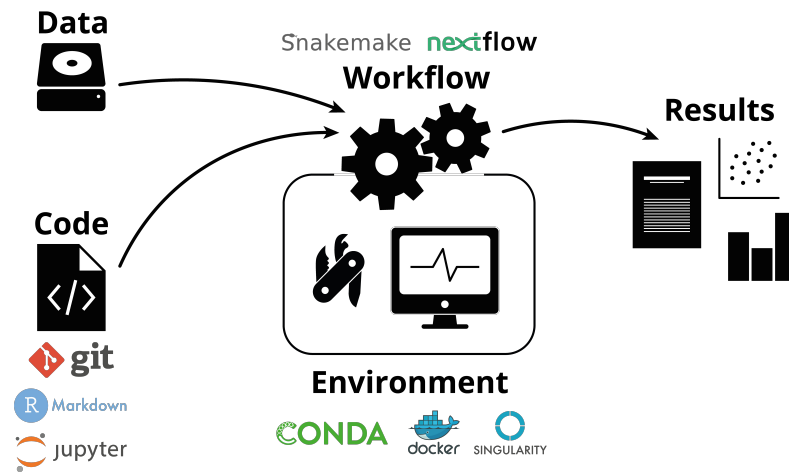 Data
Snakemake nextflow
Workflow
Results
Code
</>
git
R Markdown
jupyter
Environment
CONDA
docker
SINGULARITY